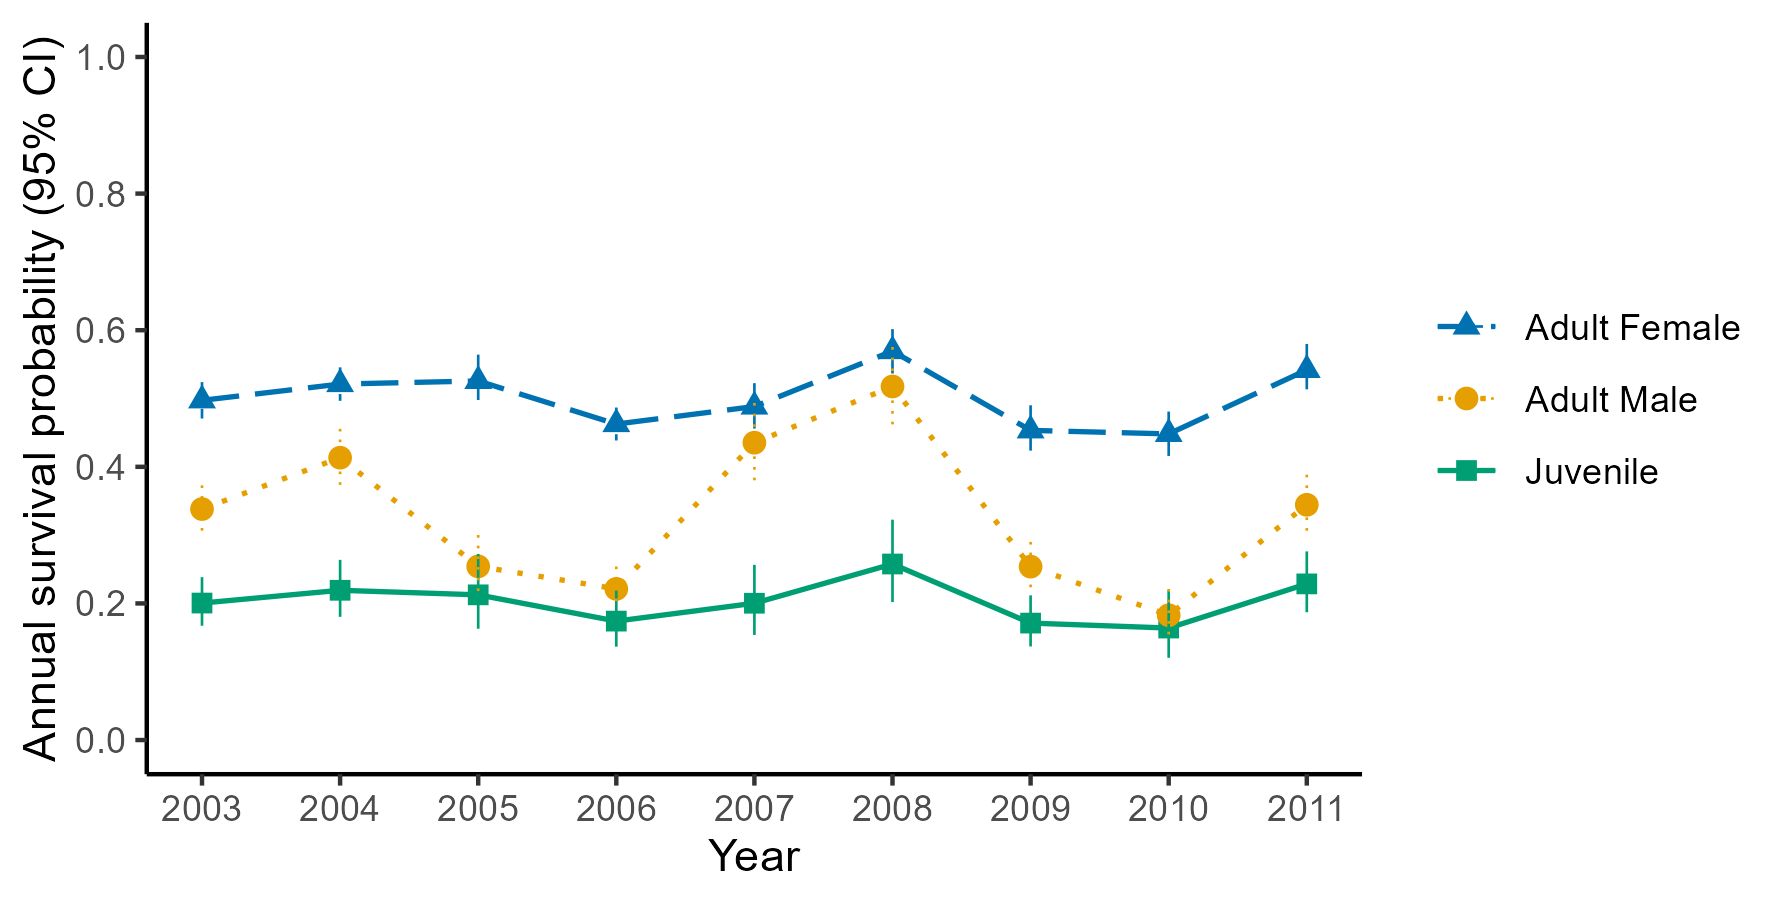 Annual survival probability (95% CI)
1.0
0.8
0.6
0.4
0.2
0.0
2003 2004 2005 2006 2007 2008 2009 2010 2011
Year
Adult Female
Adult Male
Juvenile